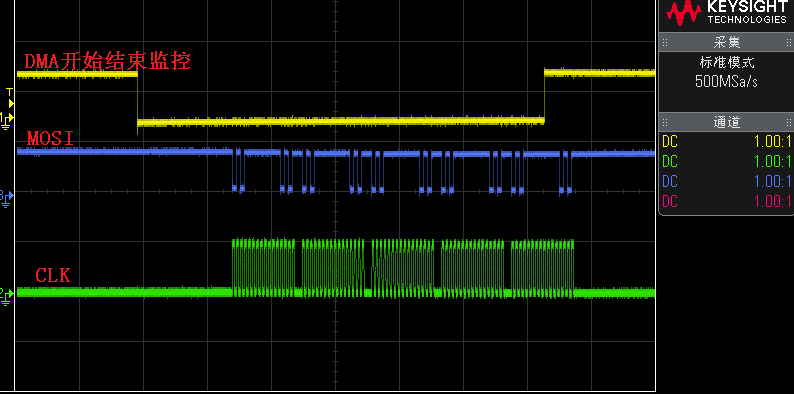 KEYSIGHT
TECHNOLOGIES
采集
标准模式
500MSa/s
通道
DC 1.00:1
DC 1.00:1
DC 1.00:1
DC 1.00:1
DMA开始结束监控
T
MOSI
CLK